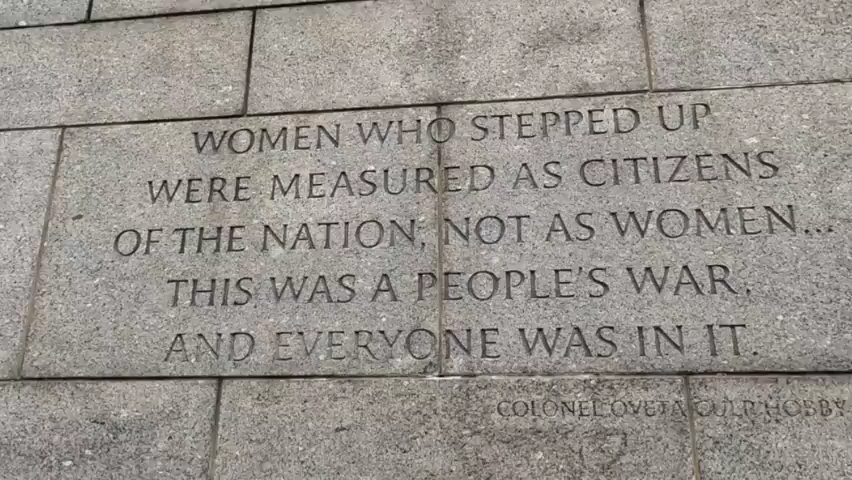 WOMEN WHO STEPPED UP
WERE MEASURED AS CITIZENS
OF THE NATION, NOT AS WOMEN...
THIS WAS A PEOPLE'S WAR,
AND EVERYONE WAS IN IT.
COLONEL OVETA CULP HOBBY